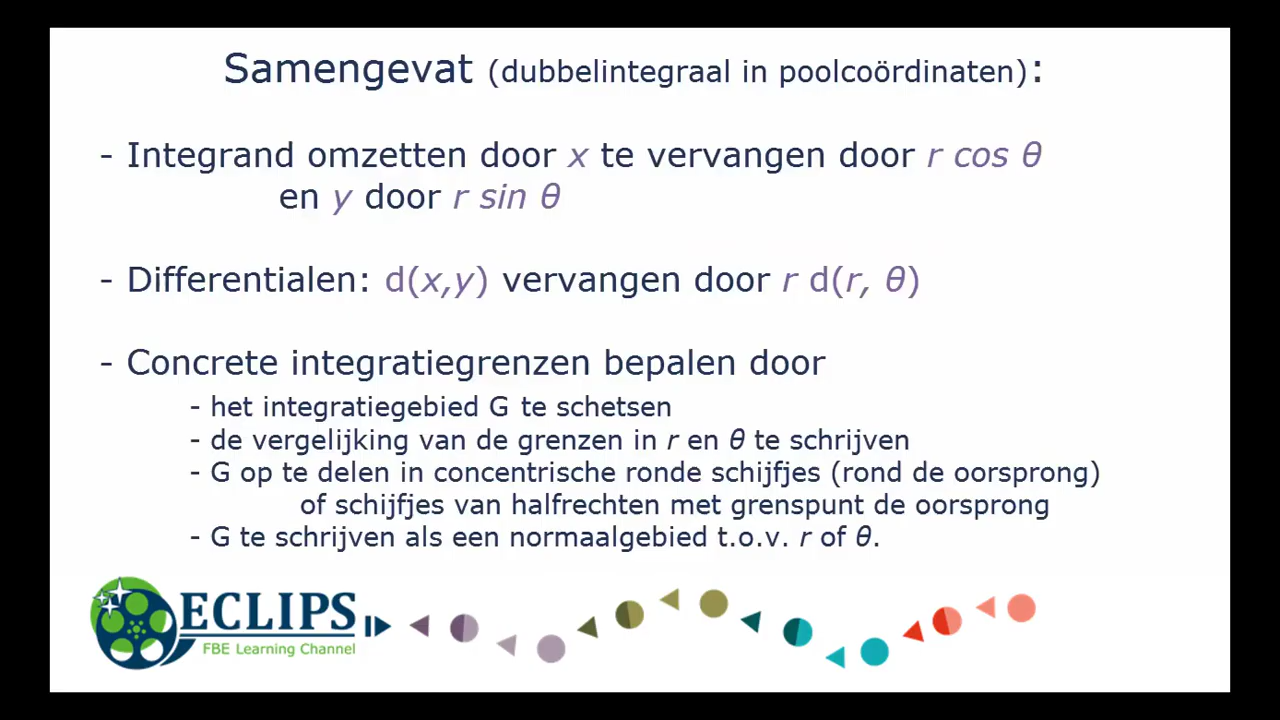 Samengevat (dubbelintegraal in poolcoördinaten):
- Integrand omzetten door x te vervangen door r cos θ
en y door r sin θ
- Differentialen: d(x,y) vervangen door r d(r, θ)
- Concrete integratiegrenzen bepalen door
- het integratiegebied G te schetsen
- de vergelijking van de grenzen in r en θ te schrijven
- G op te delen in concentrische ronde schijfjes (rond de oorsprong)
of schijfjes van halfrechten met grenspunt de oorsprong
- G te schrijven als een normaalgebied t.o.v. r of θ.
ECLIPS
FBE Learning Channel